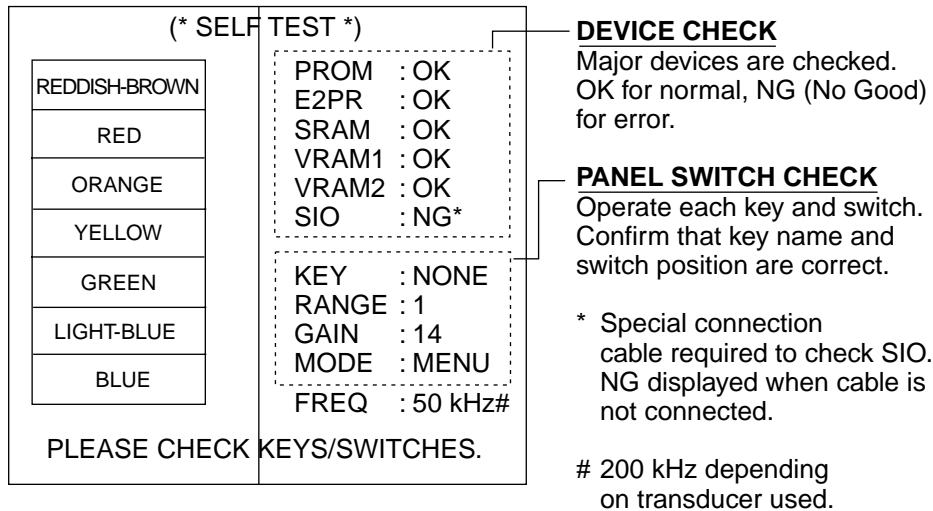 (* SELF TEST *)
REDDISH-BROWN
RED
ORANGE
YELLOW
GREEN
LIGHT-BLUE
BLUE
PROM : OK
E2PR : OK
SRAM : OK
VRAM1 : OK
VRAM2 : OK
SIO : NG*
KEY : NONE
RANGE : 1
GAIN : 14
MODE : MENU
FREQ : 50 kHz#
PLEASE CHECK KEYS/SWITCHES.
DEVICE CHECK
Major devices are checked.
OK for normal, NG (No Good)
for error.
PANEL SWITCH CHECK
Operate each key and switch.
Confirm that key name and
switch position are correct.
* Special connection
cable required to check SIO.
NG displayed when cable is
not connected.
# 200 kHz depending
on transducer used.